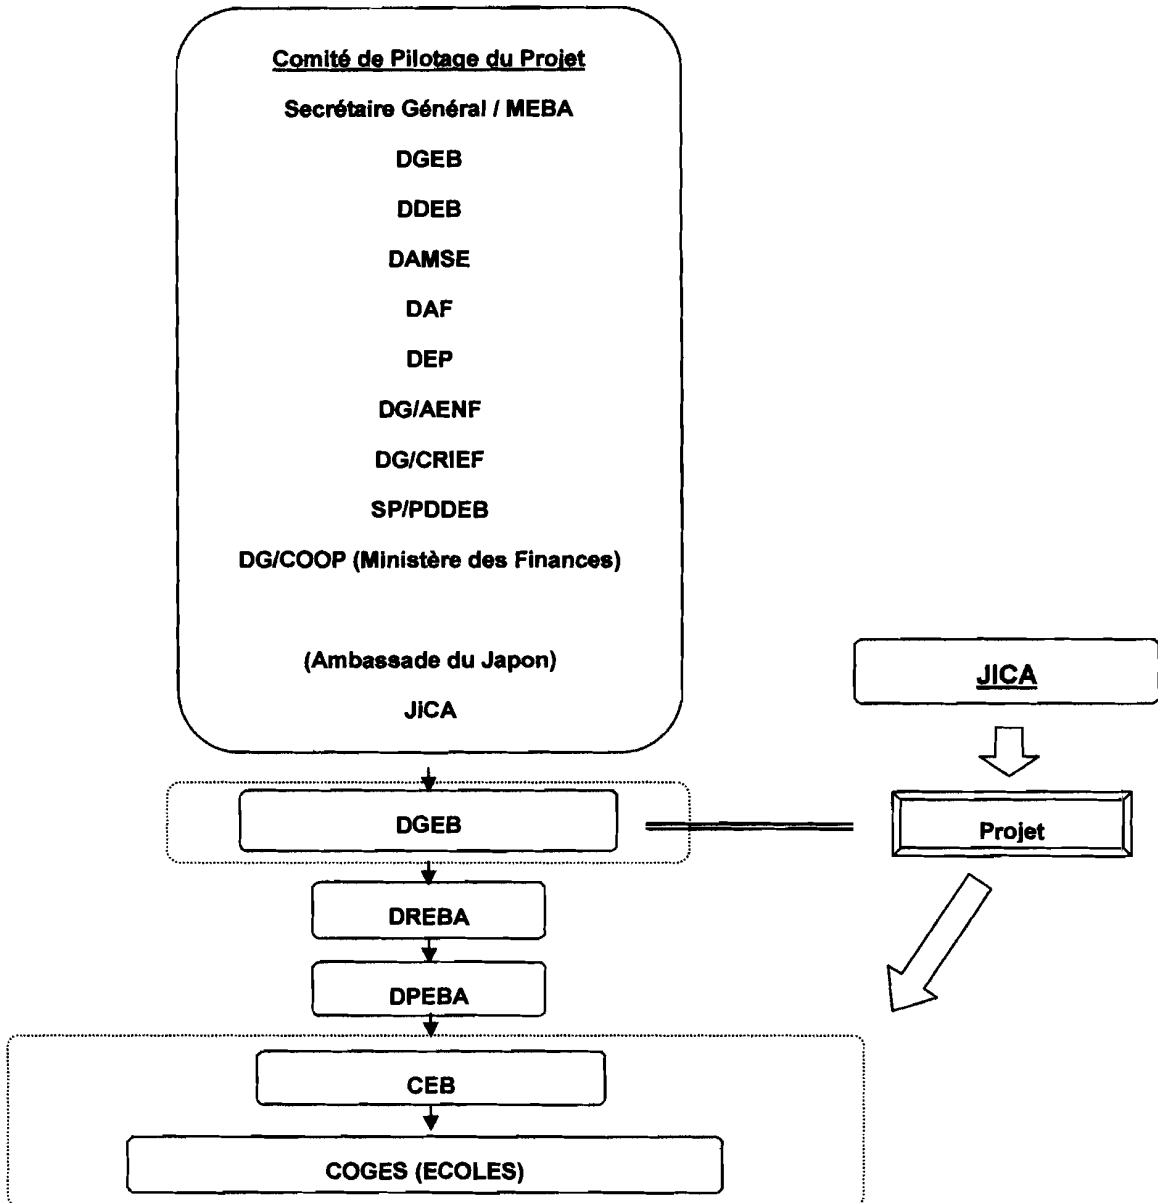 Comité de Pilotage du Projet
Secrétaire Général / MEBA
DGEB
DDEB
DAMSE
DAF
DEP
DG/AENF
DG/CRIEF
SP/PDDEB
DG/COOP (Ministère des Finances)
(Ambassade du Japon)
JICA
JICA
DGEB
Projet
DREBA
DPEBA
CEB
COGES (ECOLES)